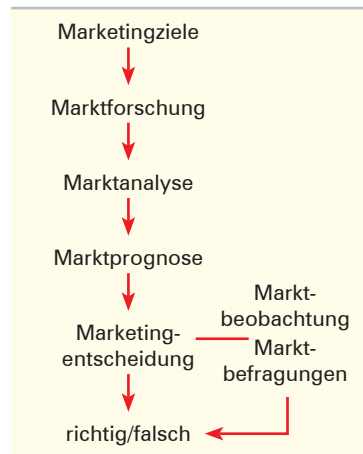 Marketingziele
Marktforschung
Marktanalyse
Marktprognose
Marketing-
entscheidung
Markt-
beobachtung
Markt-
befragungen
richtig/falsch